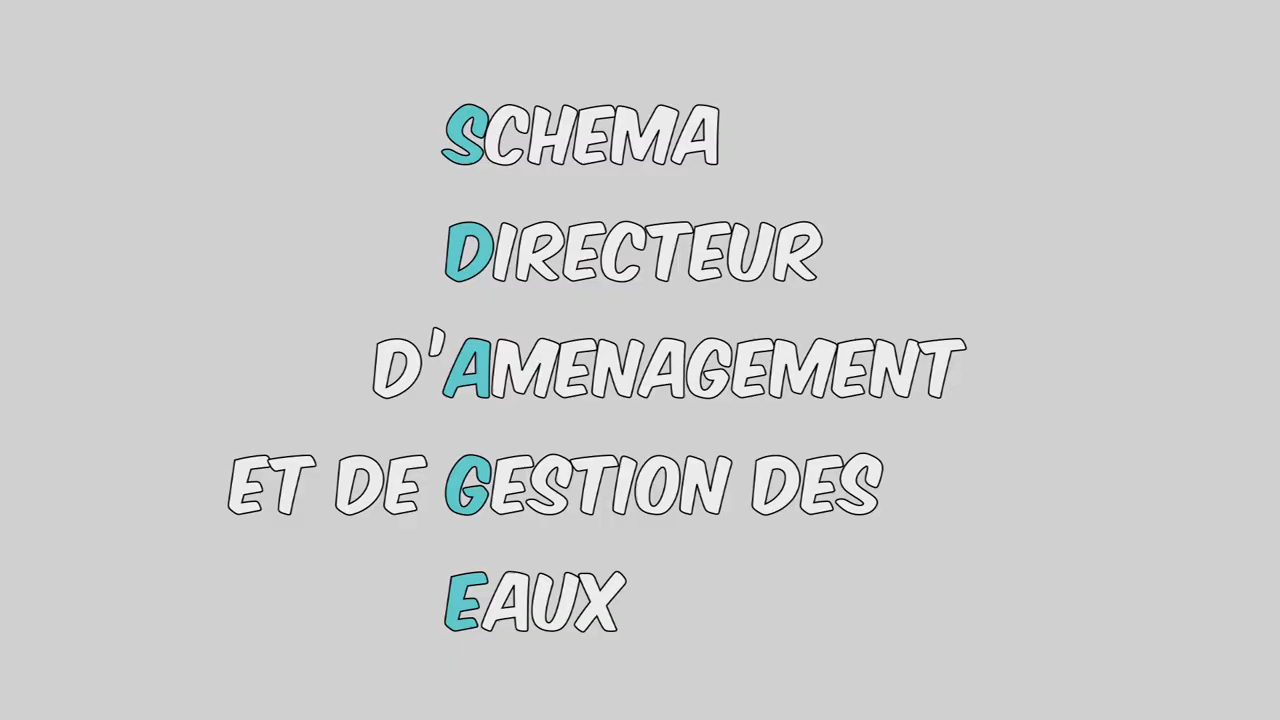 SCHEMA
DIRECTEUR
D'AMENAGEMENT
ET DE GESTION DES
EAUX